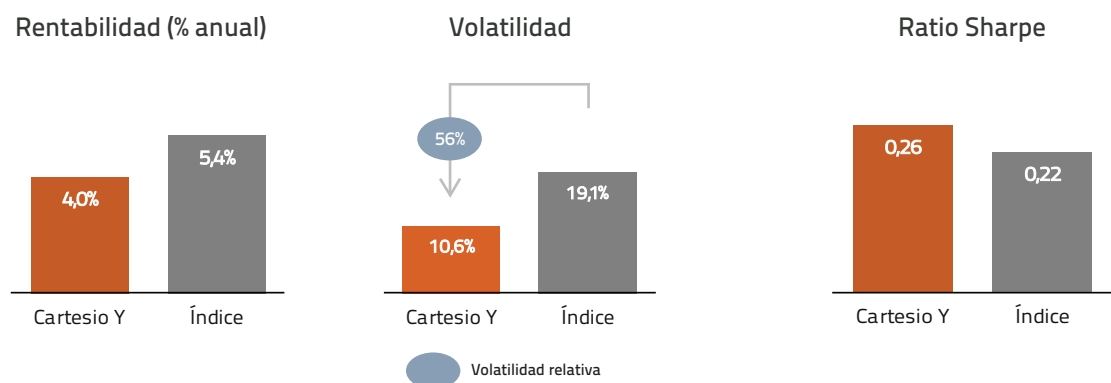 Rentabilidad (% anual)
4,0%
5,4%
Cartesio Y
Índice
Volatilidad
56%
10,6%
19,1%
Cartesio Y
Índice
Volatilidad relativa
Ratio Sharpe
0,26
0,22
Cartesio Y
Índice